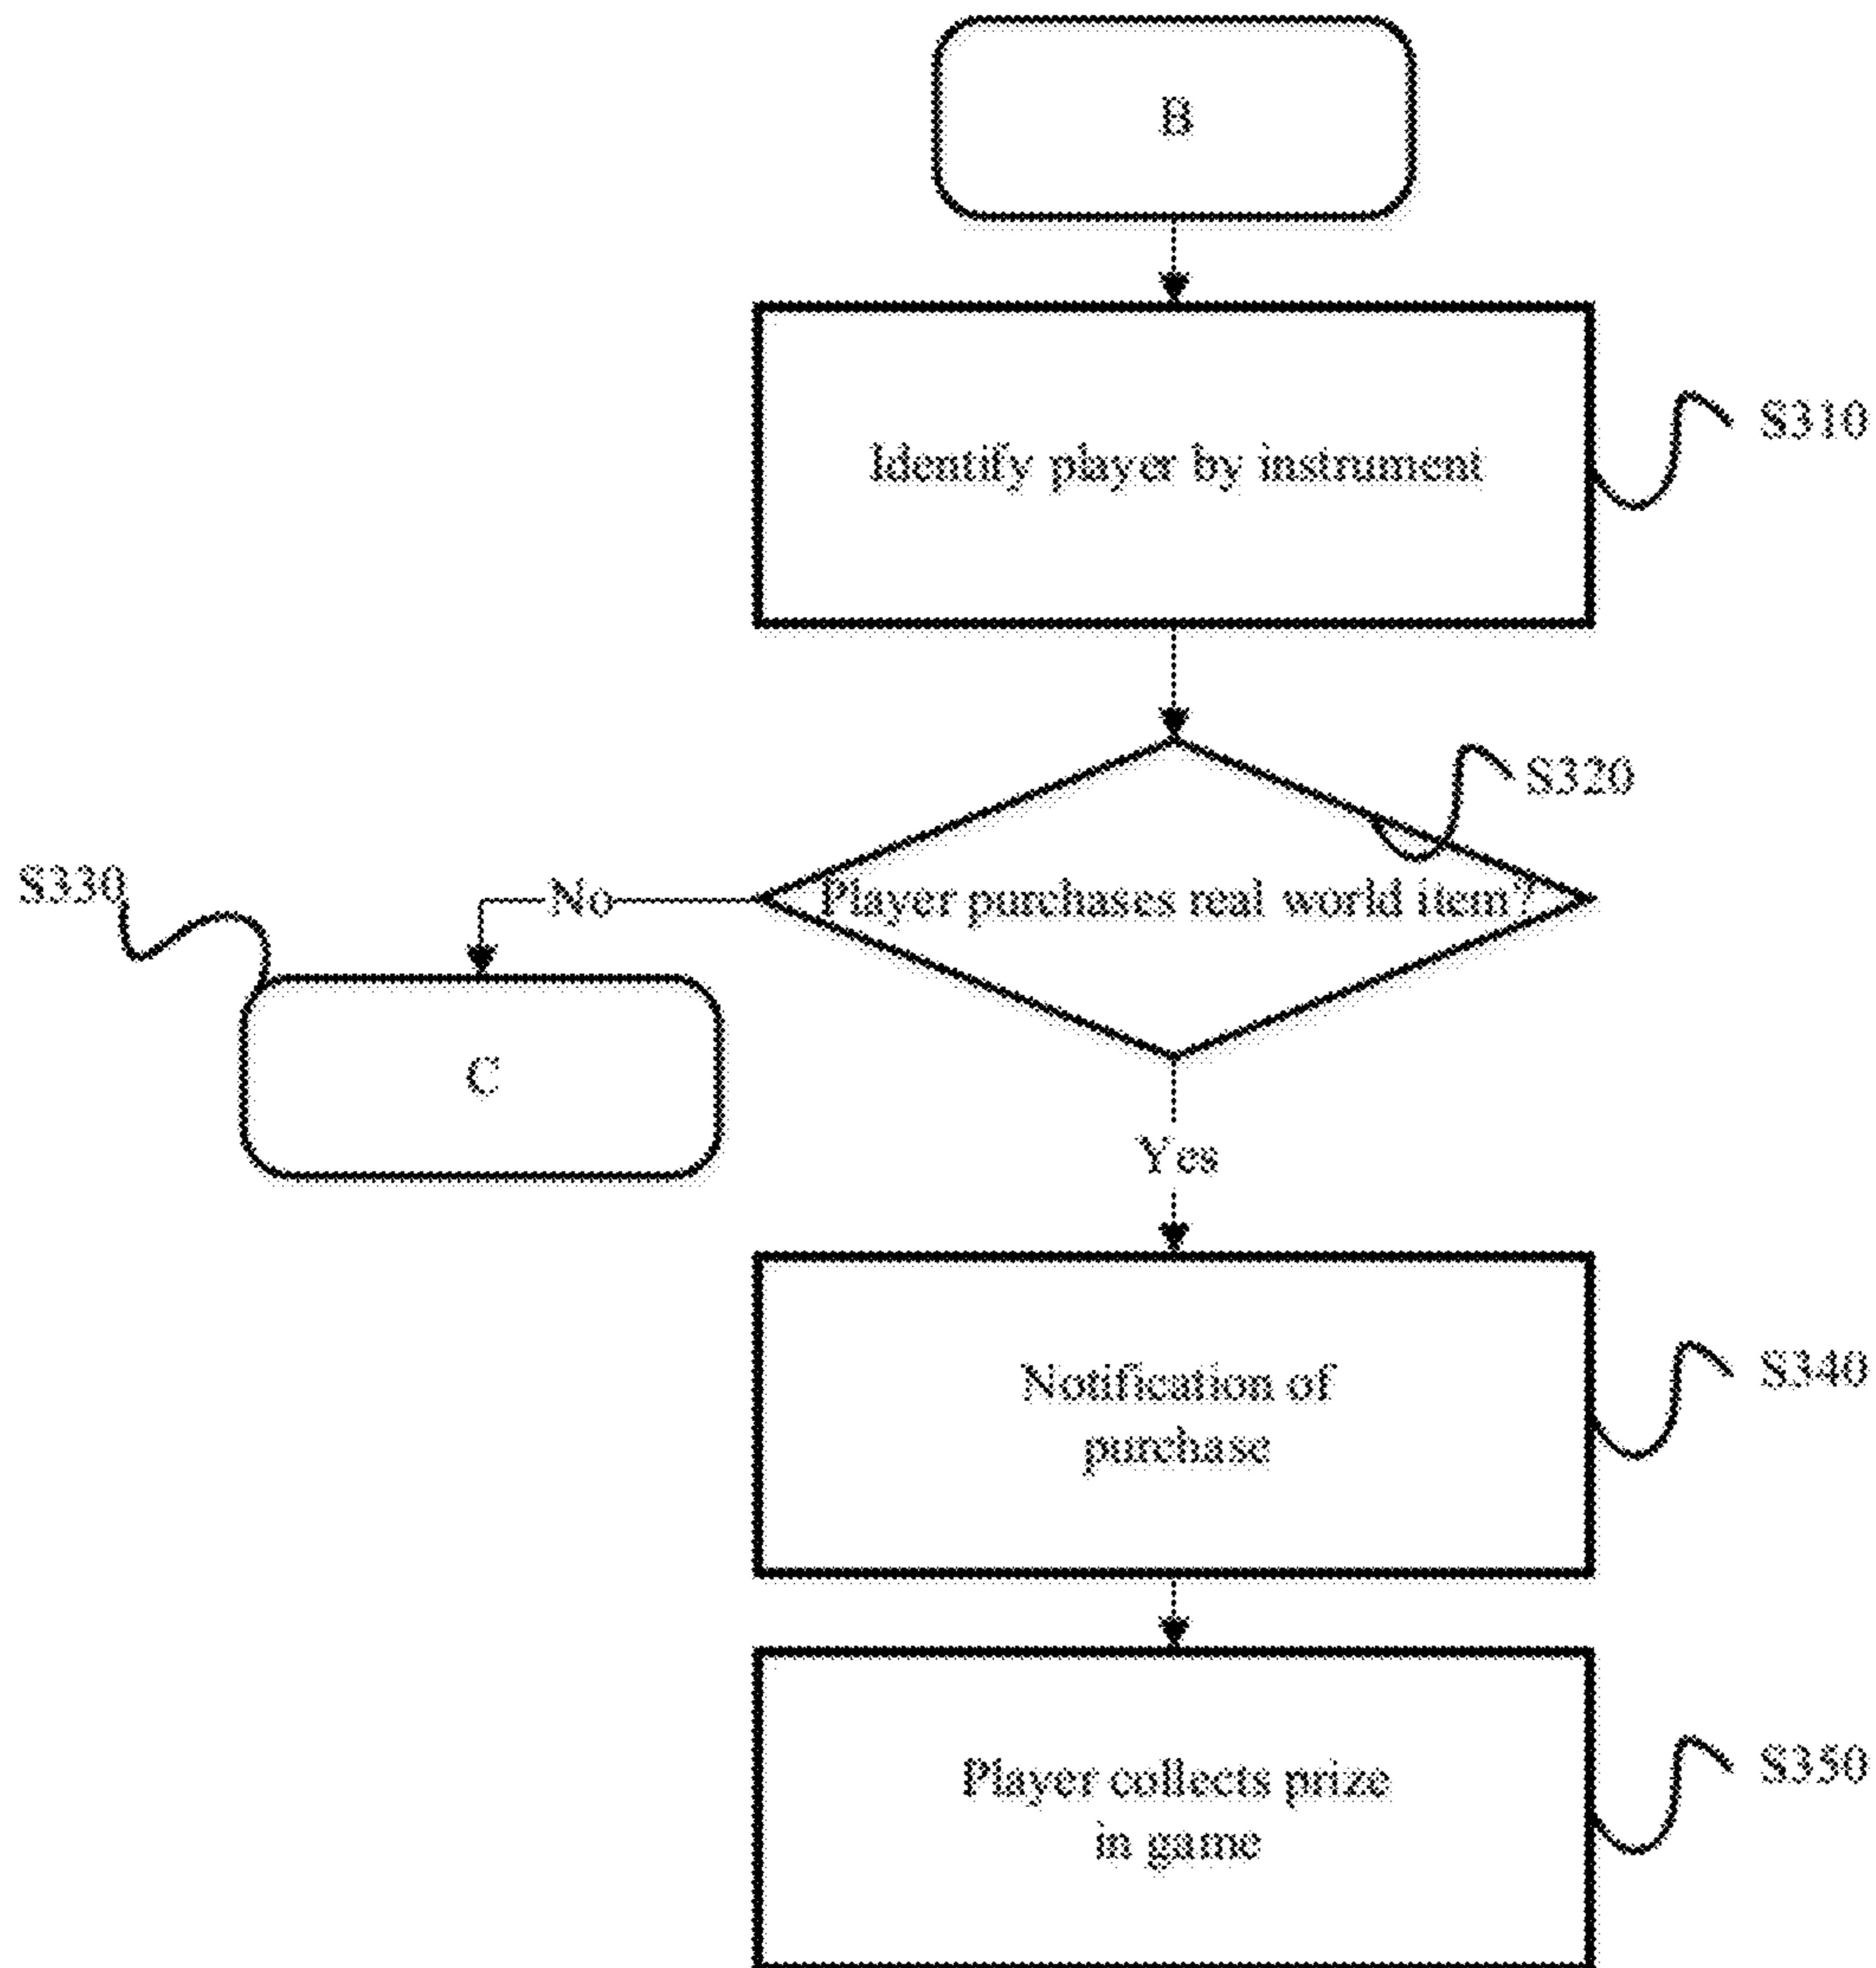 B
Identify player by instrument
S310
S320
Player purchases real world item?
No
S330
C
Yes
Notification of
purchase
S340
Player collects prize
in game
S350